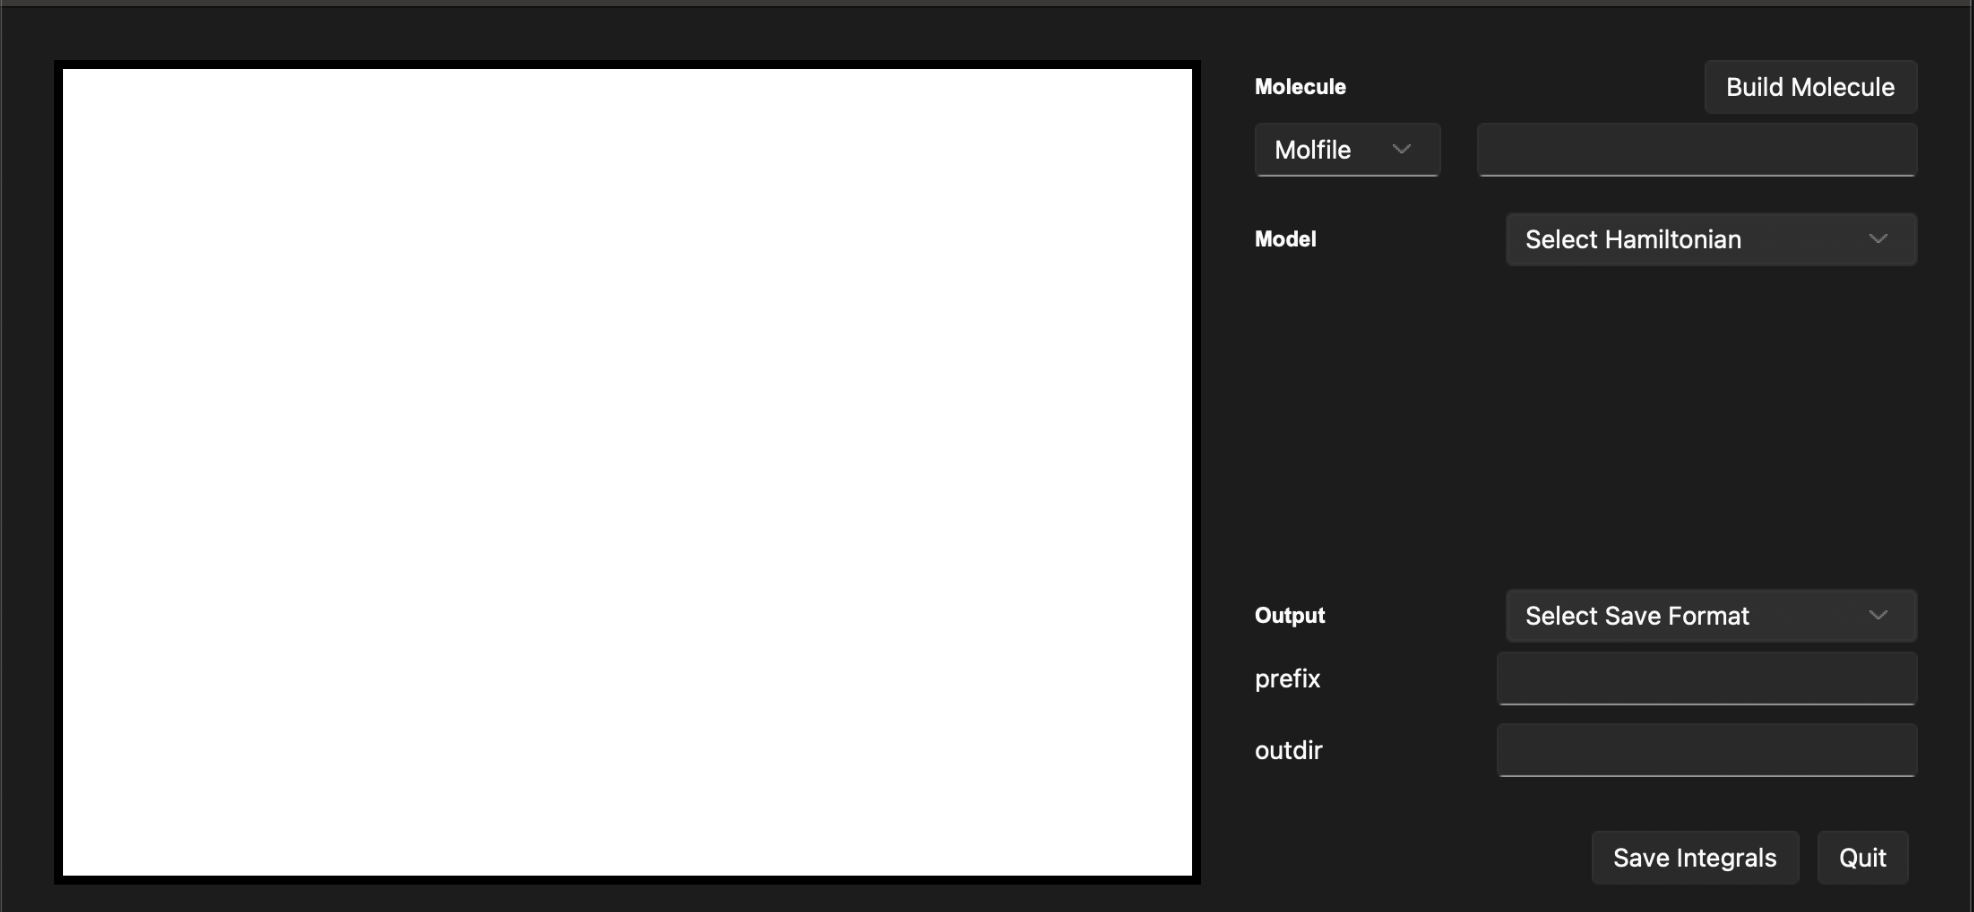 Molecule
Build Molecule
Molfile
Model
Select Hamiltonian
Output
Select Save Format
prefix
outdir
Save Integrals
Quit